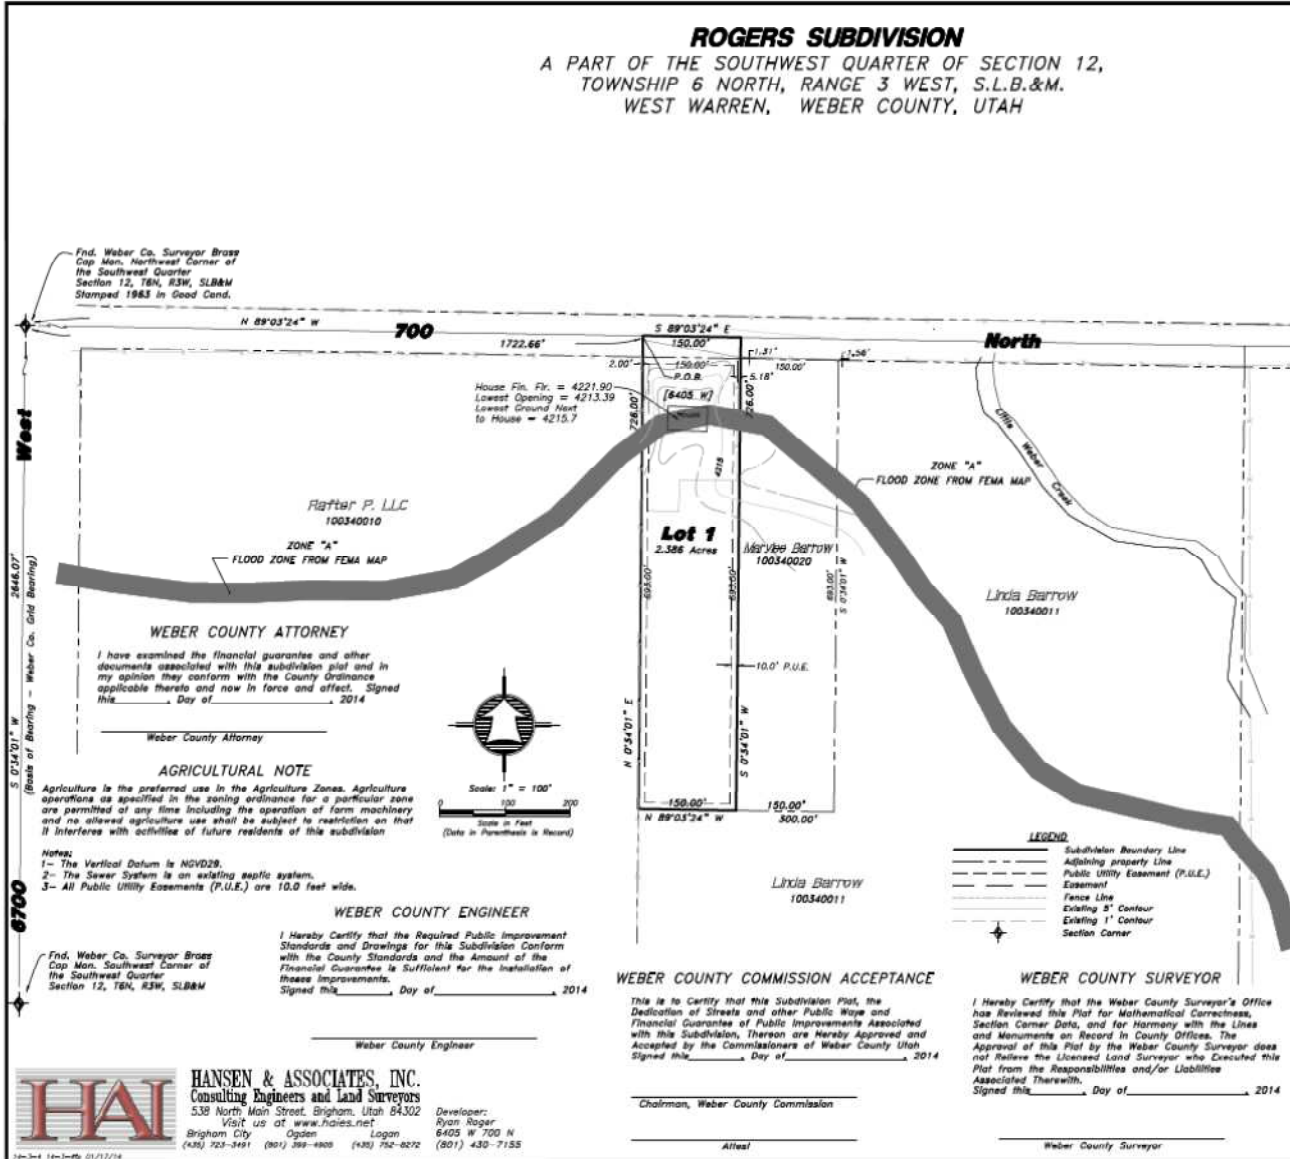 ROGERS SUBDIVISION
A PART OF THE SOUTHWEST QUARTER OF SECTION 12,
TOWNSHIP 6 NORTH, RANGE 3 WEST, S.L.B.&M.
WEST WARREN, WEBER COUNTY, UTAH
Fnd. Weber Co. Surveyor Brass
Cap Mon. Northwest Corner of
the Southwest Quarter
Section 12, T6N, R3W, SLB&M
Stamped 1963 in Good Cond.
N 89°03'24" W
700
S 89°03'24" E
North
1722.66'
150.00'
1.31'
1.56'
2.00'
150.00'
150.00'
P.O.B.
5.18'
House Fin. Flr. = 4221.90
Lowest Opening = 4213.39
Lowest Ground Next
to House = 4215.7
[6405 W]
726.00'
726.00'
West
Little Weber Creek
4215
ZONE "A"
FLOOD ZONE FROM FEMA MAP
Rafter P. LLC
100340010
ZONE "A"
FLOOD ZONE FROM FEMA MAP
Lot 1
2.386 Acres
Marylee Barrow
100340020
693.00'
693.00'
693.00'
S 0°34'01" W
Linda Barrow
100340011
2646.07'
(Basis of Bearing - Weber Co. Grid Bearing)
S 0°34'01" W
WEBER COUNTY ATTORNEY
I have examined the financial guarantee and other
documents associated with this subdivision plat and in
my opinion they conform with the County Ordinance
applicable thereto and now in force and affect. Signed
this________, Day of________________, 2014
Weber County Attorney
10.0' P.U.E.
N 0°34'01" E
S 0°34'01" W
AGRICULTURAL NOTE
Agriculture is the preferred use in the Agriculture Zones. Agriculture
operations as specified in the zoning ordinance for a particular zone
are permitted at any time including the operation of farm machinery
and no allowed agriculture use shall be subject to restriction on that
it interferes with activities of future residents of this subdivision
Scale: 1" = 100'
0 100 200
Scale in Feet
(Data in Parenthesis is Record)
150.00'
150.00'
N 89°03'24" W
300.00'
Notes:
1- The Vertical Datum is NGVD29.
2- The Sewer System is an existing septic system.
3- All Public Utility Easements (P.U.E.) are 10.0 feet wide.
6700
LEGEND
Subdivision Boundary Line
Adjoining property Line
Public Utility Easement (P.U.E.)
Easement
Fence Line
Existing 5' Contour
Existing 1' Contour
Section Corner
Linda Barrow
100340011
Fnd. Weber Co. Surveyor Brass
Cap Mon. Southwest Corner of
the Southwest Quarter
Section 12, T6N, R3W, SLB&M
WEBER COUNTY ENGINEER
I Hereby Certify that the Required Public Improvement
Standards and Drawings for this Subdivision Conform
with the County Standards and the Amount of the
Financial Guarantee is Sufficient for the Installation of
these Improvements.
Signed this________, Day of________________, 2014
Weber County Engineer
WEBER COUNTY COMMISSION ACCEPTANCE
This is to Certify that this Subdivision Plat, the
Dedication of Streets and other Public Ways and
Financial Guarantee of Public Improvements Associated
with this Subdivision, Thereon are Hereby Approved and
Accepted by the Commissioners of Weber County Utah
Signed this________, Day of________________, 2014
Chairman, Weber County Commission
Attest
WEBER COUNTY SURVEYOR
I Hereby Certify that the Weber County Surveyor's Office
has Reviewed this Plat for Mathematical Correctness,
Section Corner Data, and for Harmony with the Lines
and Monuments on Record in County Offices. The
Approval of this Plat by the Weber County Surveyor does
not Relieve the Licensed Land Surveyor who Executed this
Plat from the Responsibilities and/or Liabilities
Associated Therewith.
Signed this________, Day of________________, 2014
Weber County Surveyor
HAI
HANSEN & ASSOCIATES, INC.
Consulting Engineers and Land Surveyors
538 North Main Street, Brigham, Utah 84302
Visit us at www.haies.net
Brigham City Ogden Logan
(435) 723-3491 (801) 399-4905 (435) 752-8272
Developer:
Ryan Roger
6405 W 700 N
(801) 430-7155